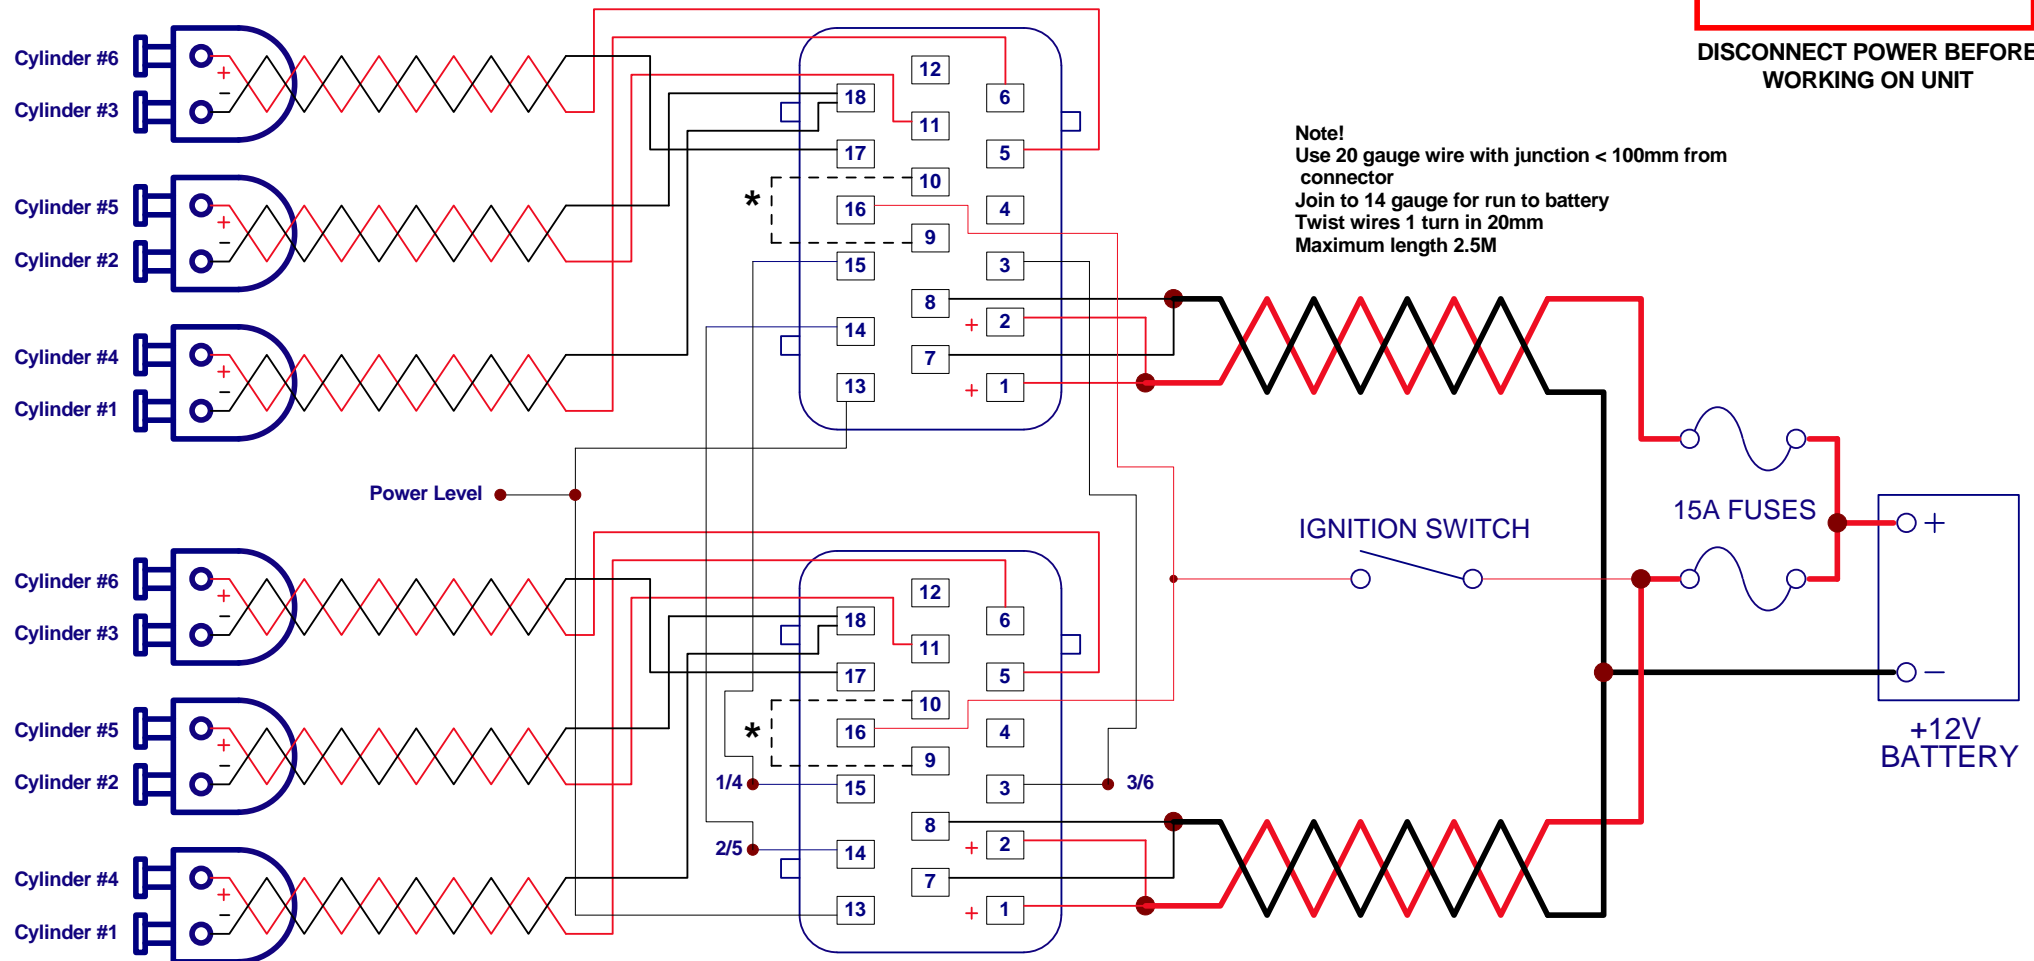 DISCONNECT POWER BEFORE
WORKING ON UNIT
Note!
Use 20 gauge wire with junction < 100mm from
connector
Join to 14 gauge for run to battery
Twist wires 1 turn in 20mm
Maximum length 2.5M
Cylinder #6
+
−
Cylinder #3
Cylinder #5
+
−
Cylinder #2
Cylinder #4
+
−
Cylinder #1
12
18
6
11
17
5
10
*
16
4
9
15
3
8
+ 2
14
7
13
+ 1
Power Level
15A FUSES
IGNITION SWITCH
+
−
+12V
BATTERY
Cylinder #6
+
−
Cylinder #3
Cylinder #5
+
−
Cylinder #2
Cylinder #4
+
−
Cylinder #1
12
18
6
11
17
5
10
*
16
4
9
1/4
15
3
3/6
8
+ 2
2/5
14
7
13
+ 1